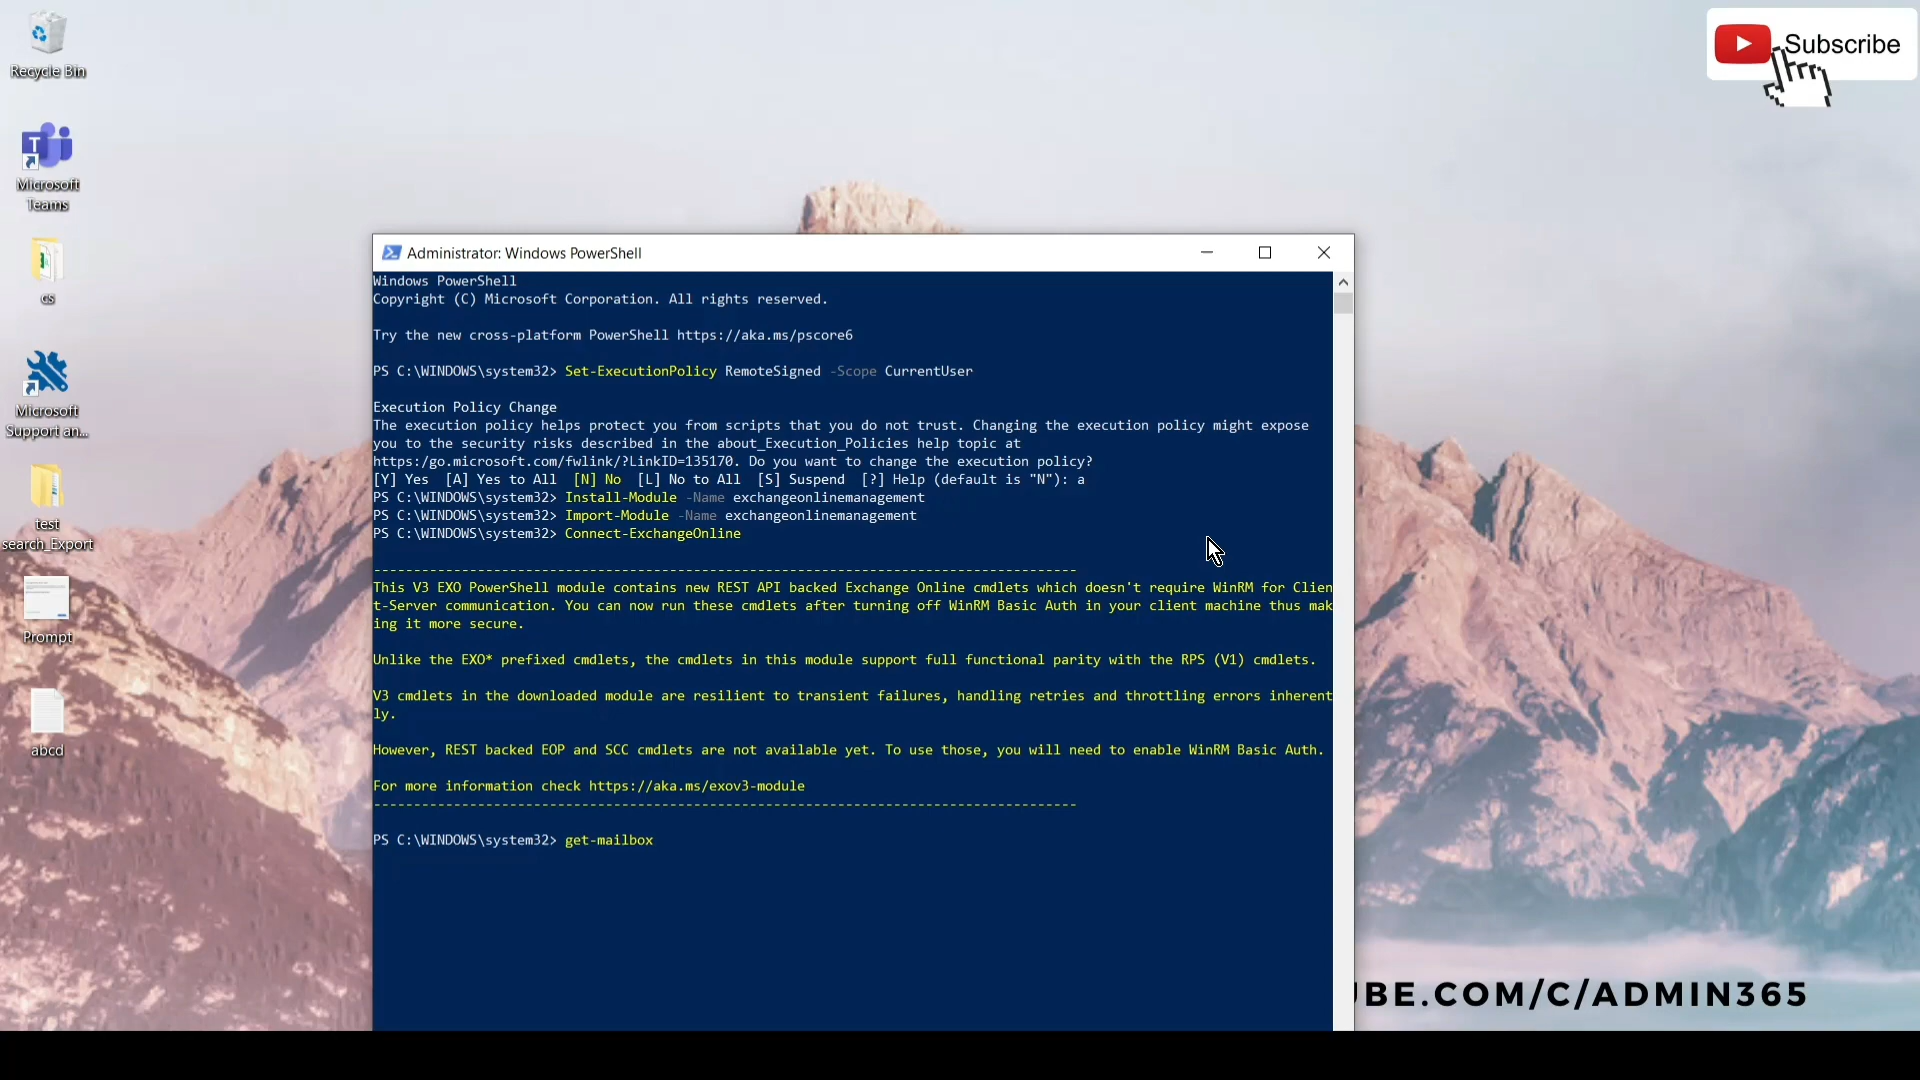 Recycle Bin
Microsoft
Teams
cs
Microsoft
Support an...
test
search_Export
Prompt
abcd
Subscribe
Administrator: Windows PowerShell
Windows PowerShell
Copyright (C) Microsoft Corporation. All rights reserved.
Try the new cross-platform PowerShell https://aka.ms/pscore6
PS C:\WINDOWS\system32> Set-ExecutionPolicy RemoteSigned -Scope CurrentUser
Execution Policy Change
The execution policy helps protect you from scripts that you do not trust. Changing the execution policy might expose
you to the security risks described in the about_Execution_Policies help topic at
https:/go.microsoft.com/fwlink/?LinkID=135170. Do you want to change the execution policy?
[Y] Yes  [A] Yes to All  [N] No  [L] No to All  [S] Suspend  [?] Help (default is "N"): a
PS C:\WINDOWS\system32> Install-Module -Name exchangeonlinemanagement
PS C:\WINDOWS\system32> Import-Module -Name exchangeonlinemanagement
PS C:\WINDOWS\system32> Connect-ExchangeOnline
----------------------------------------------------------------------------------------
This V3 EXO PowerShell module contains new REST API backed Exchange Online cmdlets which doesn't require WinRM for Clien
t-Server communication. You can now run these cmdlets after turning off WinRM Basic Auth in your client machine thus mak
ing it more secure.
Unlike the EXO* prefixed cmdlets, the cmdlets in this module support full functional parity with the RPS (V1) cmdlets.
V3 cmdlets in the downloaded module are resilient to transient failures, handling retries and throttling errors inherent
ly.
However, REST backed EOP and SCC cmdlets are not available yet. To use those, you will need to enable WinRM Basic Auth.
For more information check https://aka.ms/exov3-module
----------------------------------------------------------------------------------------
PS C:\WINDOWS\system32> get-mailbox
UBE.COM/C/ADMIN365